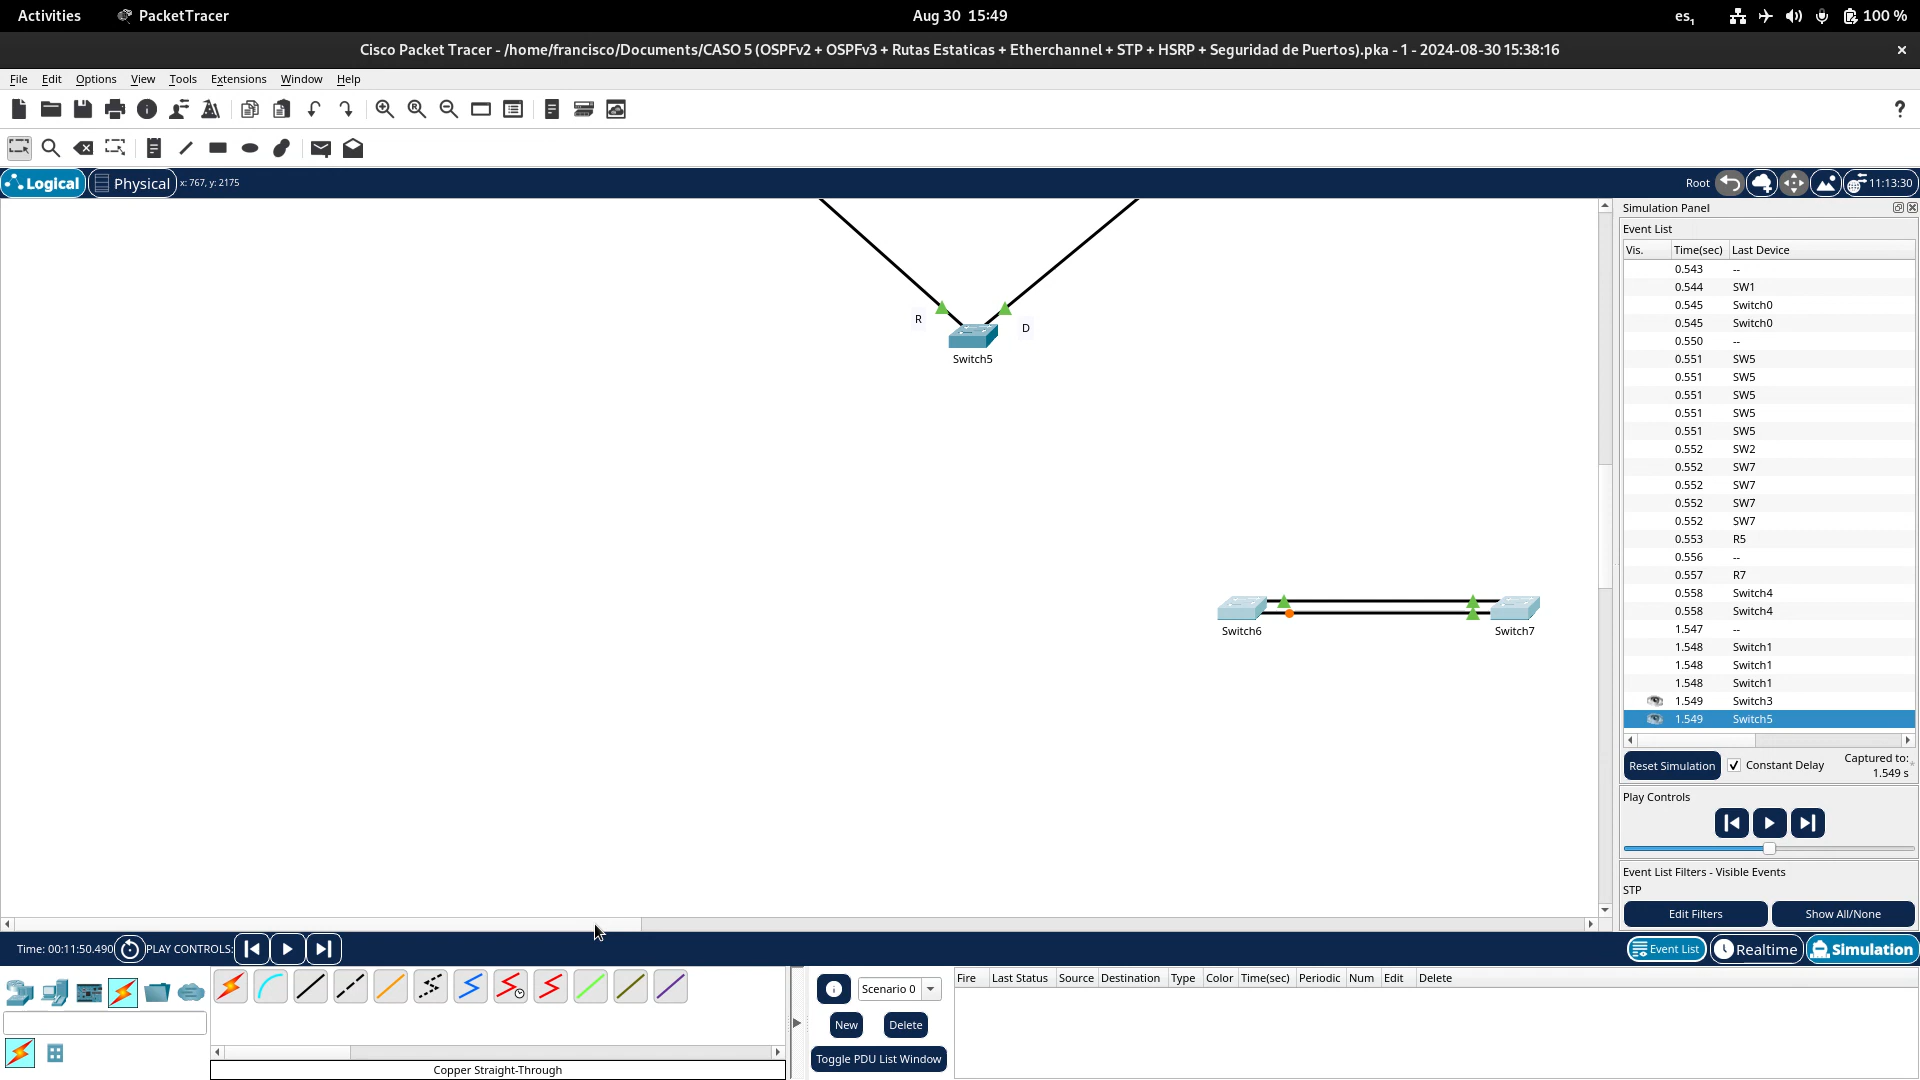 Activities PacketTracer Aug 30 15:49 es₁ 100 %
Cisco Packet Tracer - /home/francisco/Documents/CASO 5 (OSPFv2 + OSPFv3 + Rutas Estaticas + Etherchannel + STP + HSRP + Seguridad de Puertos).pka - 1 - 2024-08-30 15:38:16
File Edit Options View Tools Extensions Window Help
Logical Physical x: 767, y: 2175 Root 11:13:30
R D
Switch5
Switch6 Switch7
Simulation Panel
Event List
Vis. Time(sec) Last Device
0.543 --
0.544 SW1
0.545 Switch0
0.545 Switch0
0.550 --
0.551 SW5
0.551 SW5
0.551 SW5
0.551 SW5
0.551 SW5
0.552 SW2
0.552 SW7
0.552 SW7
0.552 SW7
0.552 SW7
0.553 R5
0.556 --
0.557 R7
0.558 Switch4
0.558 Switch4
1.547 --
1.548 Switch1
1.548 Switch1
1.548 Switch1
1.549 Switch3
1.549 Switch5
Reset Simulation Constant Delay Captured to:
1.549 s
Play Controls
Event List Filters - Visible Events
STP
Edit Filters Show All/None
Time: 00:11:50.490 PLAY CONTROLS: Event List Realtime Simulation
Scenario 0
New Delete
Toggle PDU List Window
Fire Last Status Source Destination Type Color Time(sec) Periodic Num Edit Delete
Copper Straight-Through